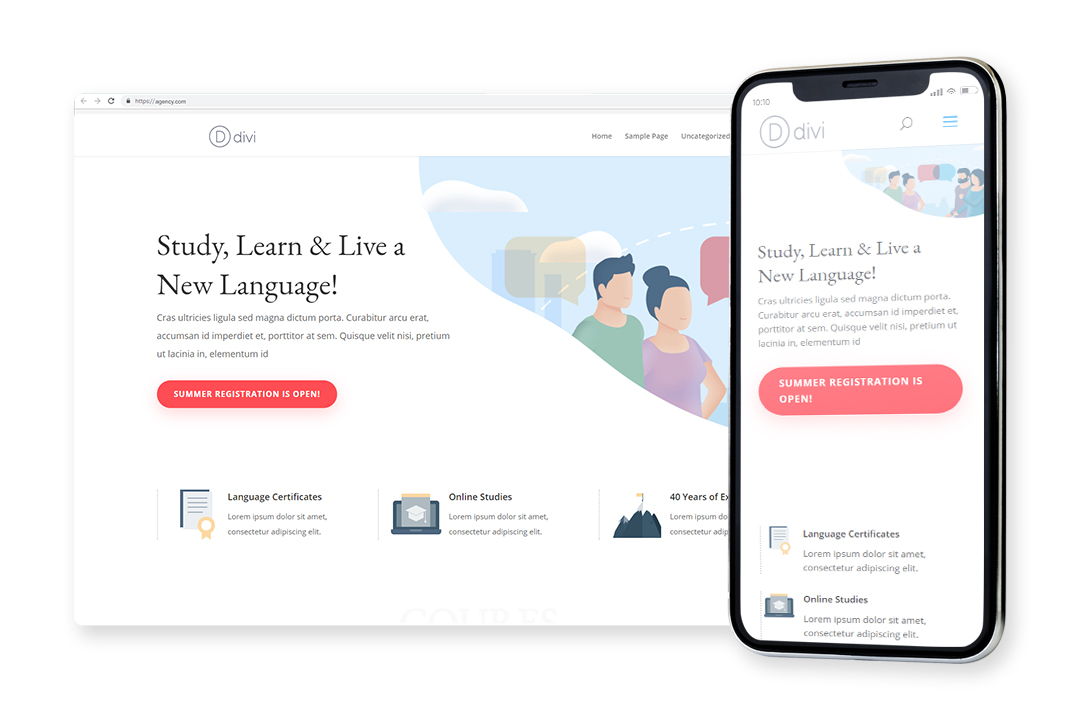 https://agency.com
divi
Home Sample Page Uncategorized
Study, Learn & Live a
New Language!
Cras ultricies ligula sed magna dictum porta. Curabitur arcu erat,
accumsan id imperdiet et, porttitor at sem. Quisque velit nisi, pretium
ut lacinia in, elementum id
SUMMER REGISTRATION IS OPEN!
Language Certificates
Lorem ipsum dolor sit amet,
consectetur adipiscing elit.
Online Studies
Lorem ipsum dolor sit amet,
consectetur adipiscing elit.
40 Years of Ex
Lorem ipsum do
consectetur adip
10:10
divi
Study, Learn & Live a
New Language!
Cras ultricies ligula sed magna dictum porta.
Curabitur arcu erat, accumsan id imperdiet et,
porttitor at sem. Quisque velit nisi, pretium ut
lacinia in, elementum id
SUMMER REGISTRATION IS
OPEN!
Language Certificates
Lorem ipsum dolor sit amet,
consectetur adipiscing elit.
Online Studies
Lorem ipsum dolor sit amet,
consectetur adipiscing elit.